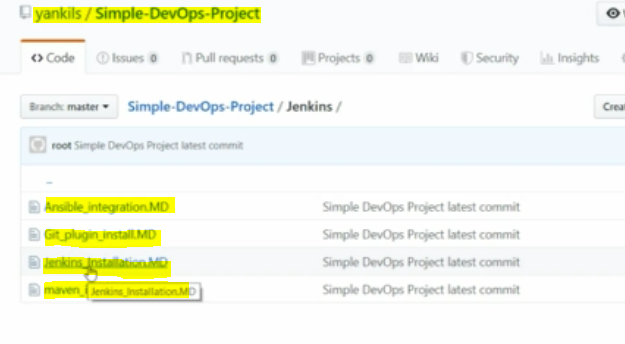 yankils / Simple-DevOps-Project
Code Issues 0 Pull requests 0 Projects 0 Wiki Security Insights
Branch: master Simple-DevOps-Project / Jenkins /
root Simple DevOps Project latest commit
..
Ansible_integration.MD Simple DevOps Project latest commit
Git_plugin_install.MD Simple DevOps Project latest commit
Jenkins_Installation.MD Simple DevOps Project latest commit
maven_ Simple DevOps Project latest commit
Jenkins_Installation.MD